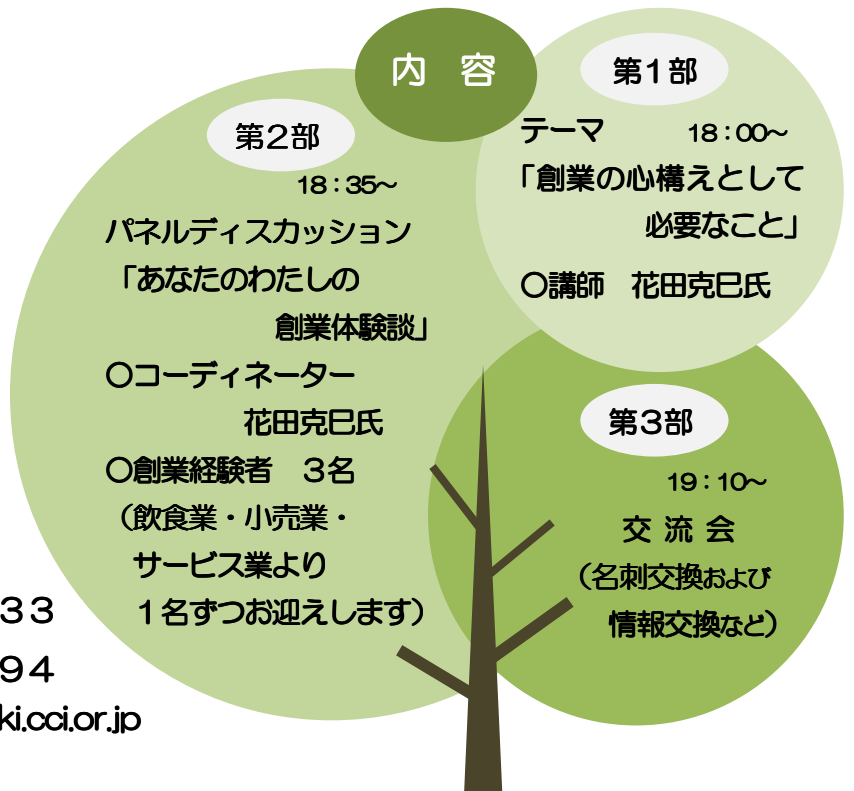 内　容
第１部
テーマ　18：00～
「創業の心構えとして
必要なこと」
〇講師　花田克巳氏
第２部
18：35～
パネルディスカッション
「あなたのわたしの
創業体験談」
〇コーディネーター
花田克巳氏
〇創業経験者　３名
（飲食業・小売業・
サービス業より
１名ずつお迎えします）
第３部
19：10～
交 流 会
（名刺交換および
情報交換など）
３３
９４
ki.cci.or.jp